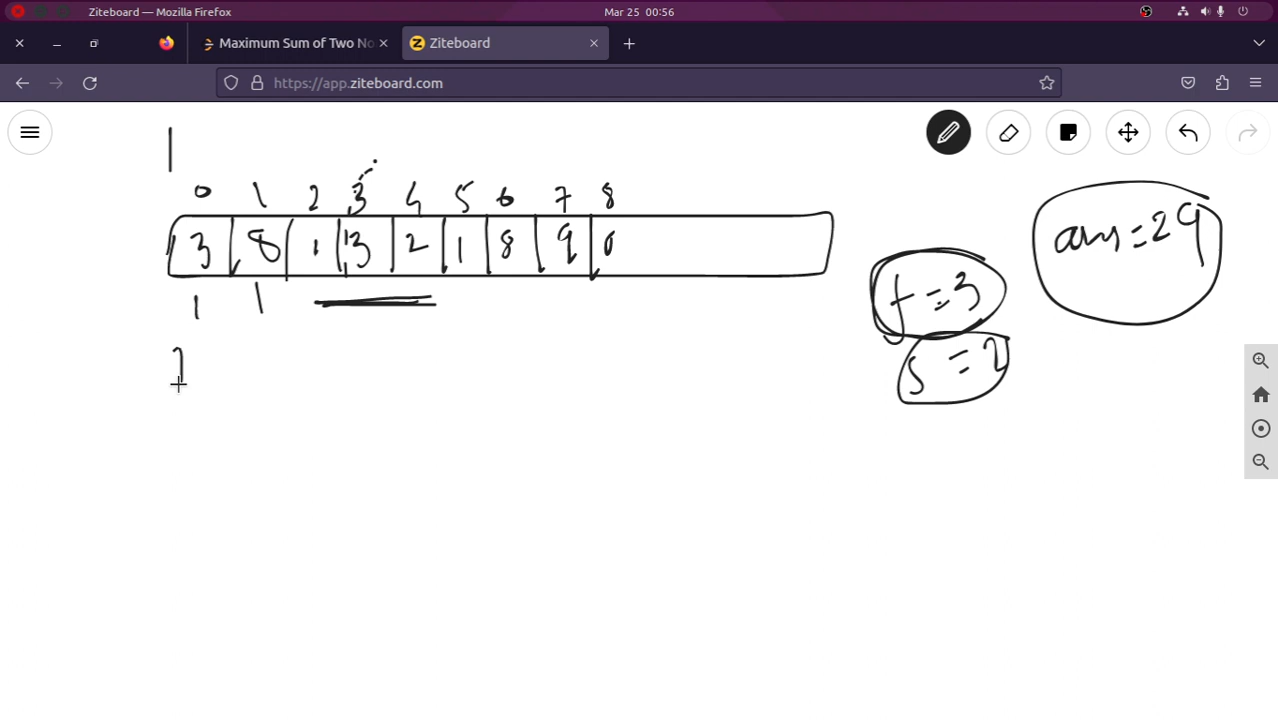 Ziteboard — Mozilla Firefox
Mar 25 00:56
Maximum Sum of Two No
Ziteboard
https://app.ziteboard.com
0 1 2 3 4 5 6 7 8
3 8 1 3 2 1 8 9 0
1 1
f = 3
s = 2
ans = 29